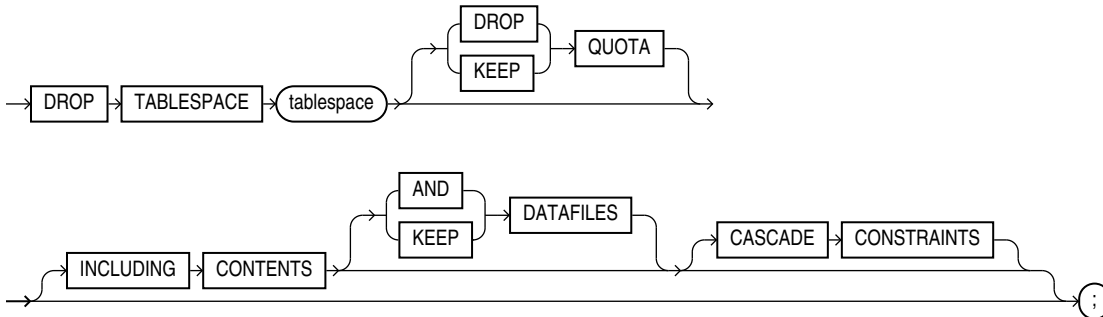 DROP
KEEP
QUOTA
DROP TABLESPACE tablespace
AND
KEEP
DATAFILES
CASCADE CONSTRAINTS
INCLUDING CONTENTS
;